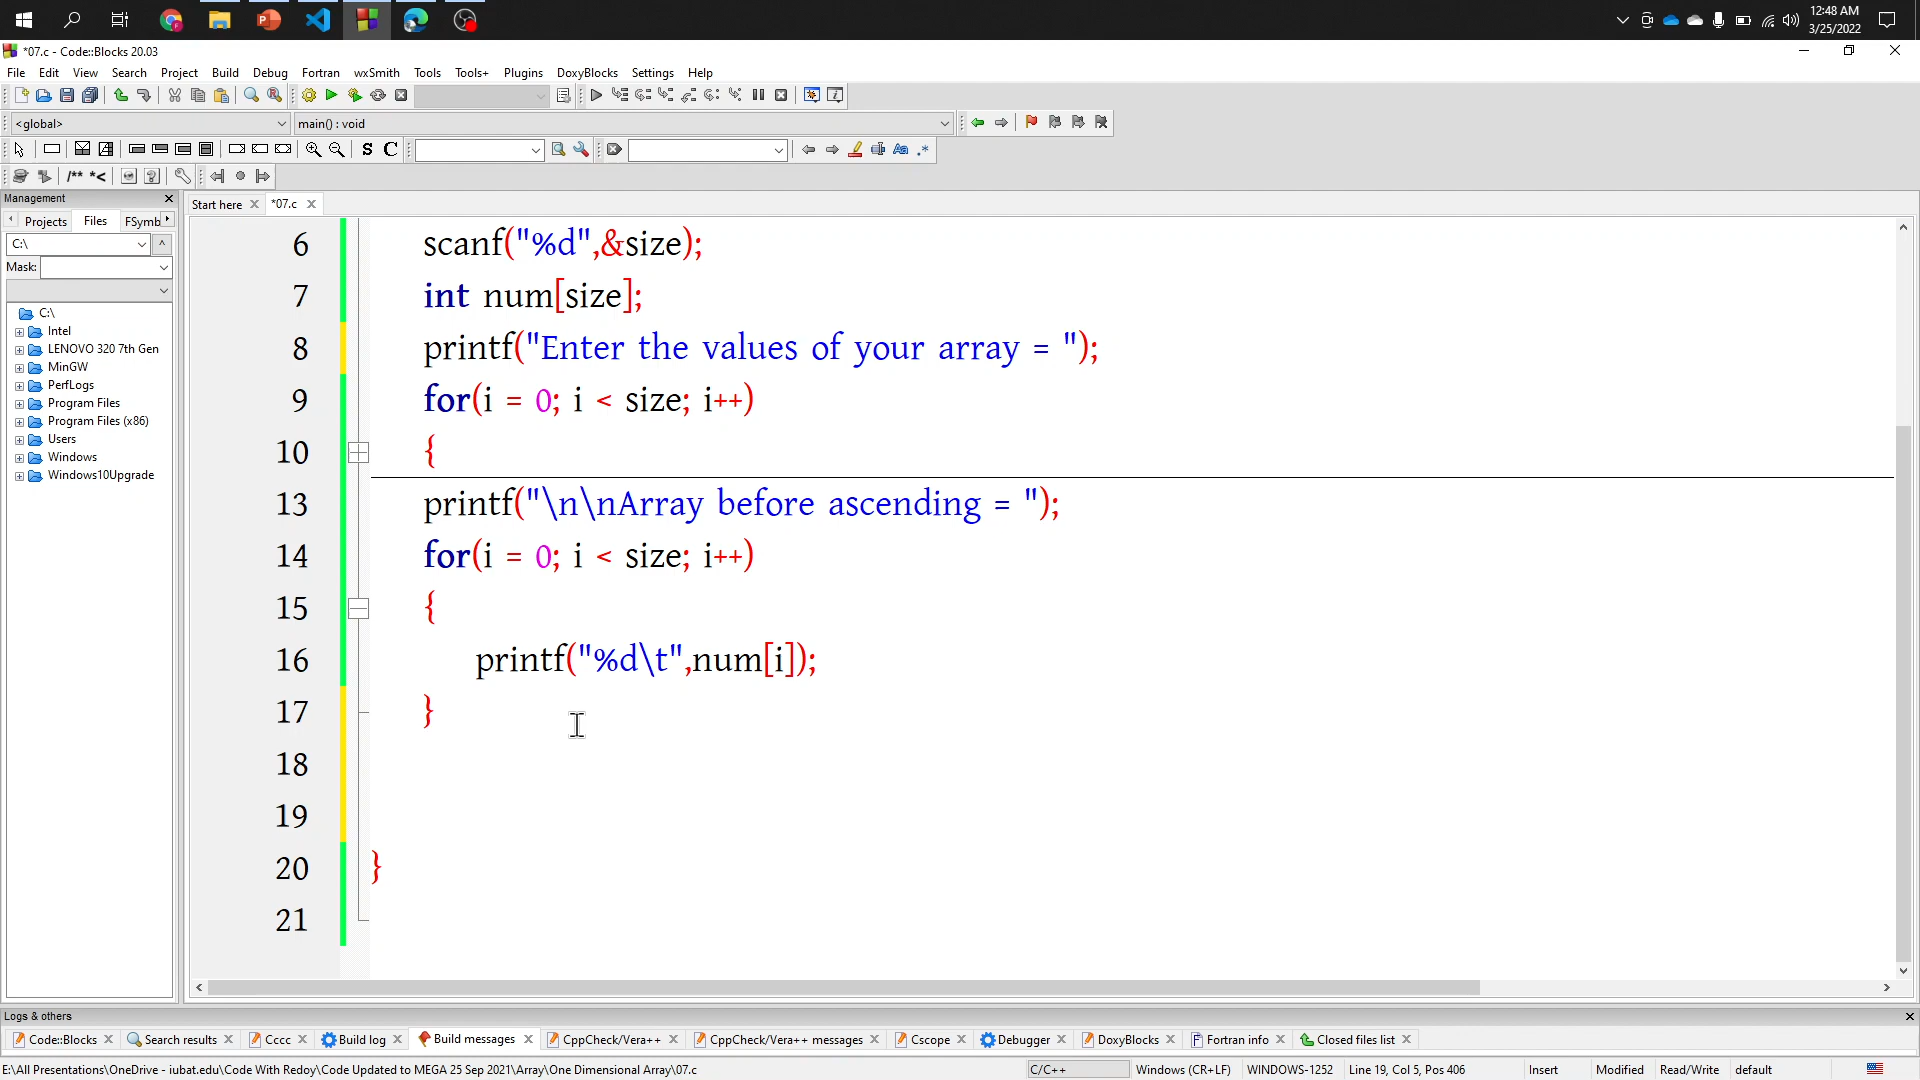 12:48 AM
3/25/2022
*07.c - Code::Blocks 20.03
File Edit View Search Project Build Debug Fortran wxSmith Tools Tools+ Plugins DoxyBlocks Settings Help
<global> main() : void
S C Aa .*
/** *<
Management
Start here *07.c
Projects Files FSymb
C:\
Mask:
C:\
Intel
LENOVO 320 7th Gen
MinGW
PerfLogs
Program Files
Program Files (x86)
Users
Windows
Windows10Upgrade
6 scanf("%d",&size);
7 int num[size];
8 printf("Enter the values of your array = ");
9 for(i = 0; i < size; i++)
10 {
13 printf("\n\nArray before ascending = ");
14 for(i = 0; i < size; i++)
15 {
16 printf("%d\t",num[i]);
17 }
18
19
20 }
21
Logs & others
Code::Blocks Search results Cccc Build log Build messages CppCheck/Vera++ CppCheck/Vera++ messages Cscope Debugger DoxyBlocks Fortran info Closed files list
E:\All Presentations\OneDrive - iubat.edu\Code With Redoy\Code Updated to MEGA 25 Sep 2021\Array\One Dimensional Array\07.c C/C++ Windows (CR+LF) WINDOWS-1252 Line 19, Col 5, Pos 406 Insert Modified Read/Write default